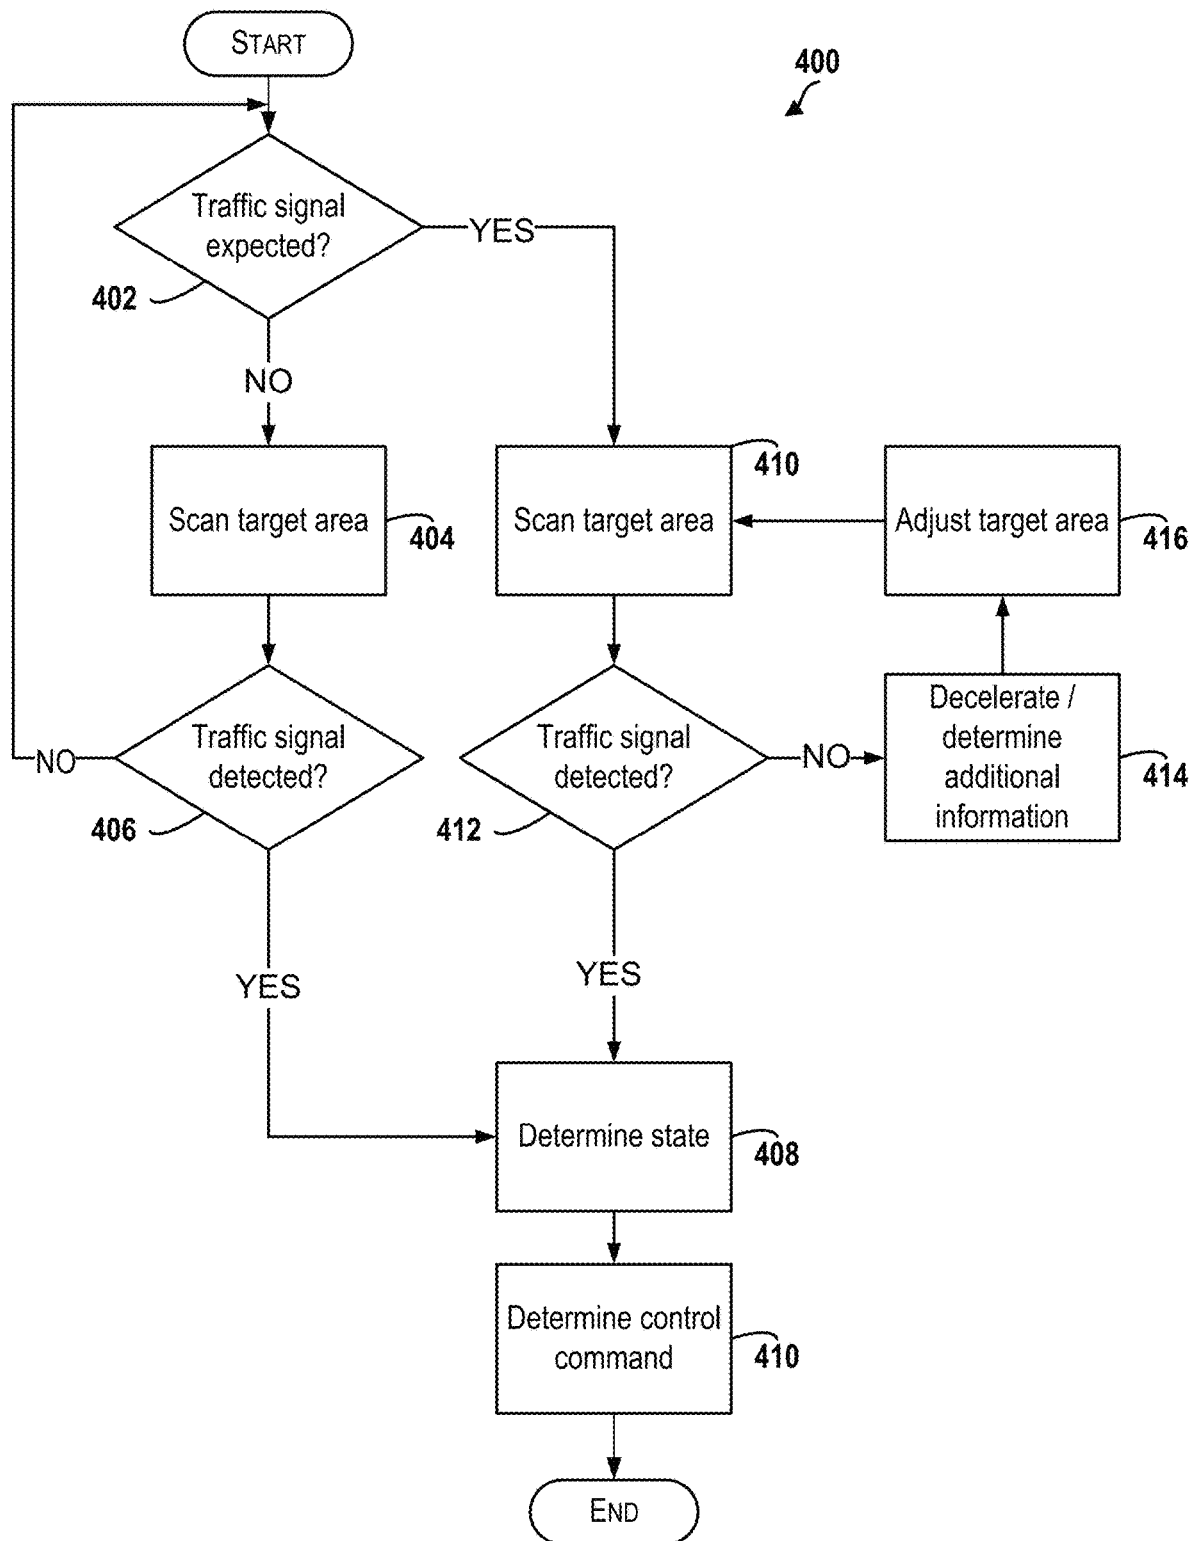 START
400
Traffic signal
expected?
YES
402
NO
410
Scan target area
404
Scan target area
Adjust target area
416
Traffic signal
detected?
NO
406
Traffic signal
detected?
NO
412
Decelerate /
determine
additional
information
414
YES
YES
Determine state
408
Determine control
command
410
END